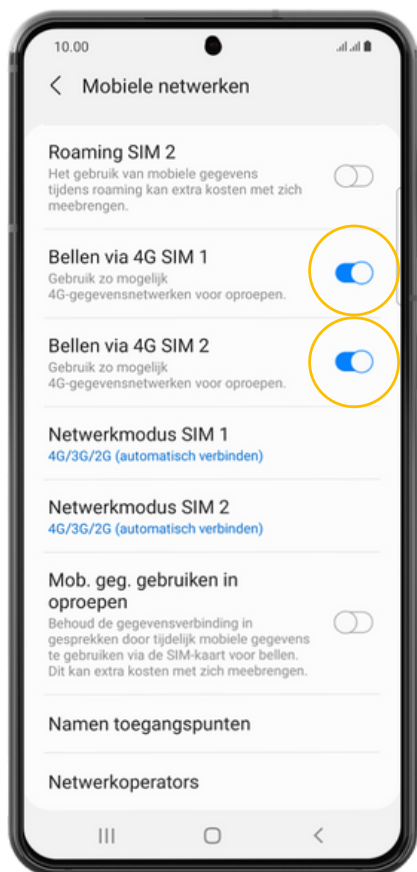 10.00
Mobiele netwerken
Roaming SIM 2
Het gebruik van mobiele gegevens
tijdens roaming kan extra kosten met zich
meebrengen.
Bellen via 4G SIM 1
Gebruik zo mogelijk
4G-gegevensnetwerken voor oproepen.
Bellen via 4G SIM 2
Gebruik zo mogelijk
4G-gegevensnetwerken voor oproepen.
Netwerkmodus SIM 1
4G/3G/2G (automatisch verbinden)
Netwerkmodus SIM 2
4G/3G/2G (automatisch verbinden)
Mob. geg. gebruiken in
oproepen
Behoud de gegevensverbinding in
gesprekken door tijdelijk mobiele gegevens
te gebruiken via de SIM-kaart voor bellen.
Dit kan extra kosten met zich meebrengen.
Namen toegangspunten
Netwerkoperators